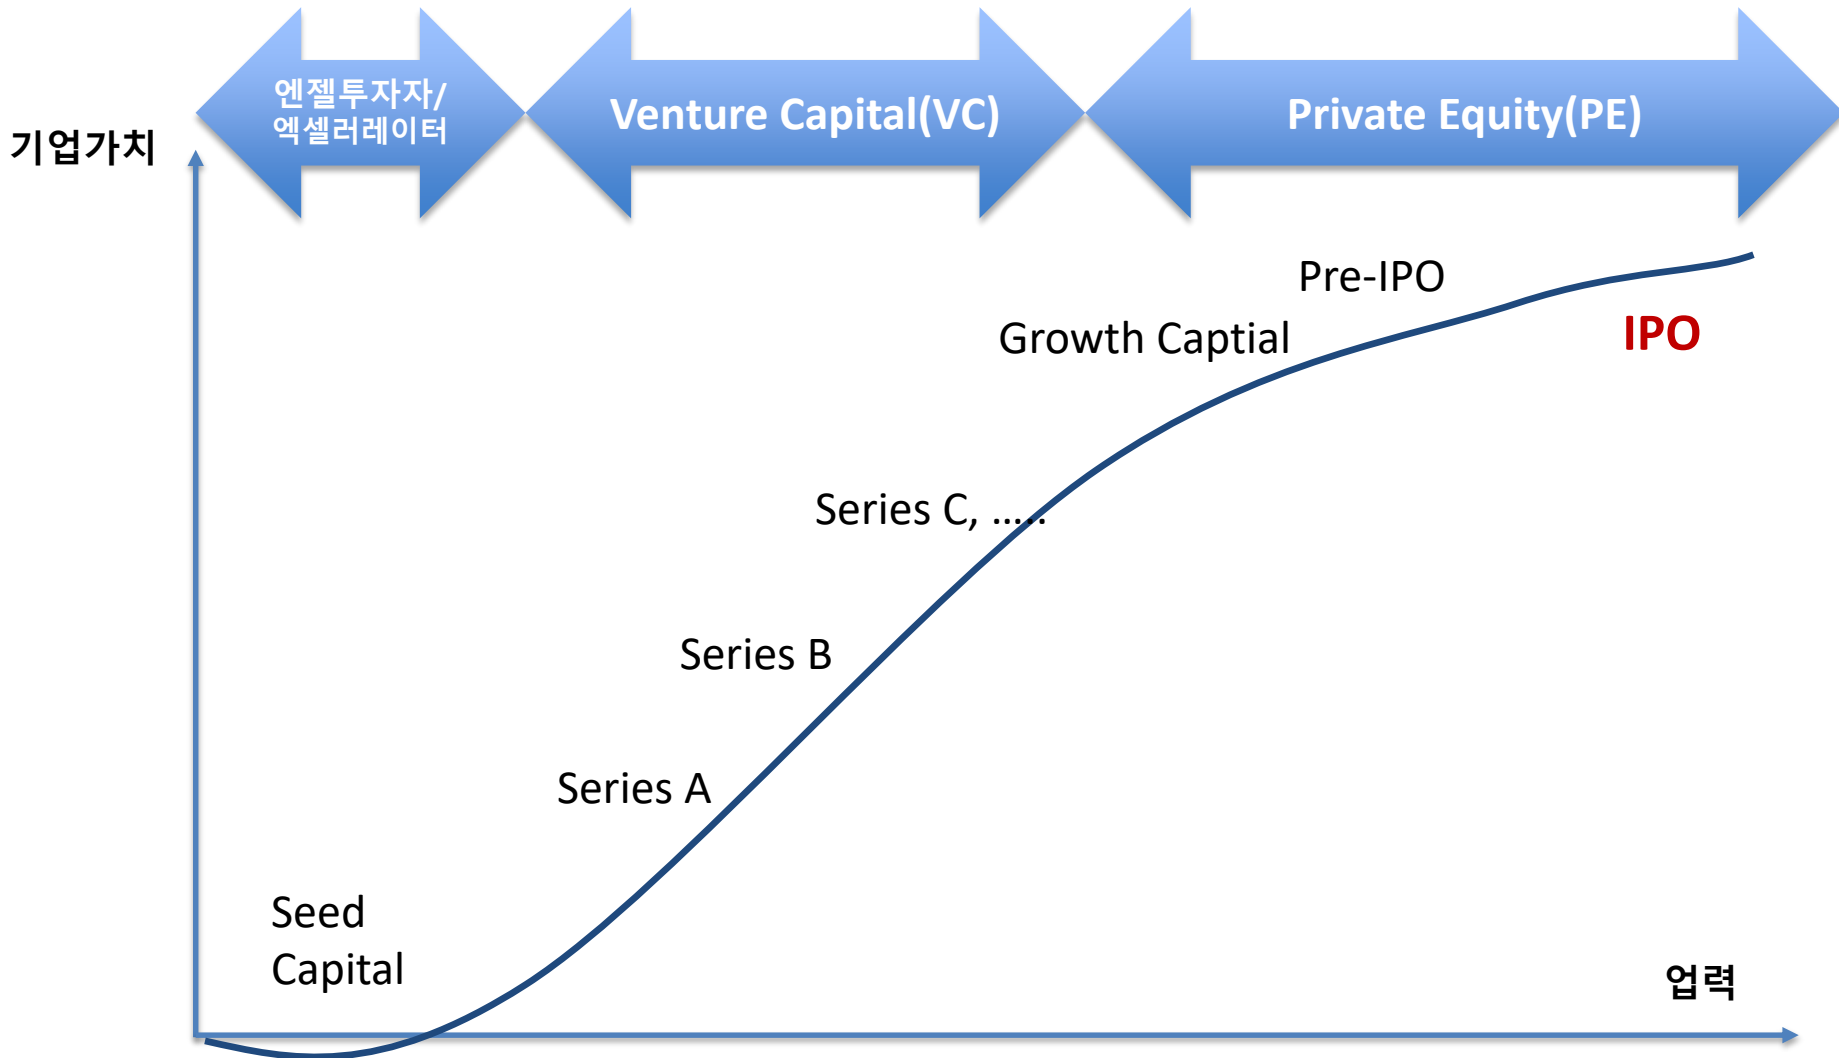 엔젤투자자/
엑셀러레이터
Venture Capital(VC)
Private Equity(PE)
기업가치
Pre-IPO
IPO
Growth Captial
Series C, .....
Series B
Series A
Seed
Capital
업력